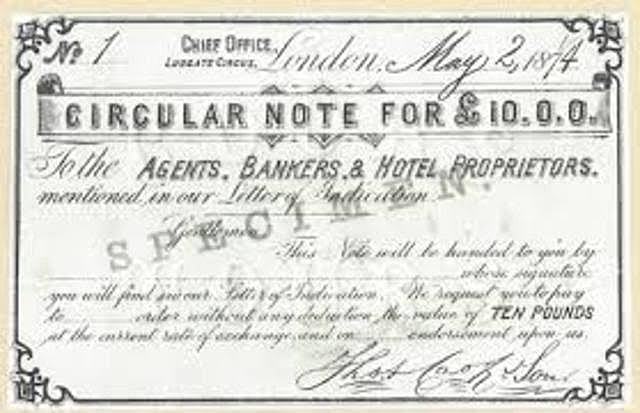 No. 1 CHIEF OFFICE,
LUDGATE CIRCUS, London, May 2, 1874
CIRCULAR NOTE FOR £10.0.0.
To the AGENTS, BANKERS, & HOTEL PROPRIETORS.
mentioned in our Letter of Indication
SPECIMEN.
Gentlemen
This Note will be handed to you by
whose signature
you will find in our Letter of Indication. We request you to pay
to order without any deduction the value of TEN POUNDS
at the current rate of exchange and on endorsement upon us.
Thos Cook & Son